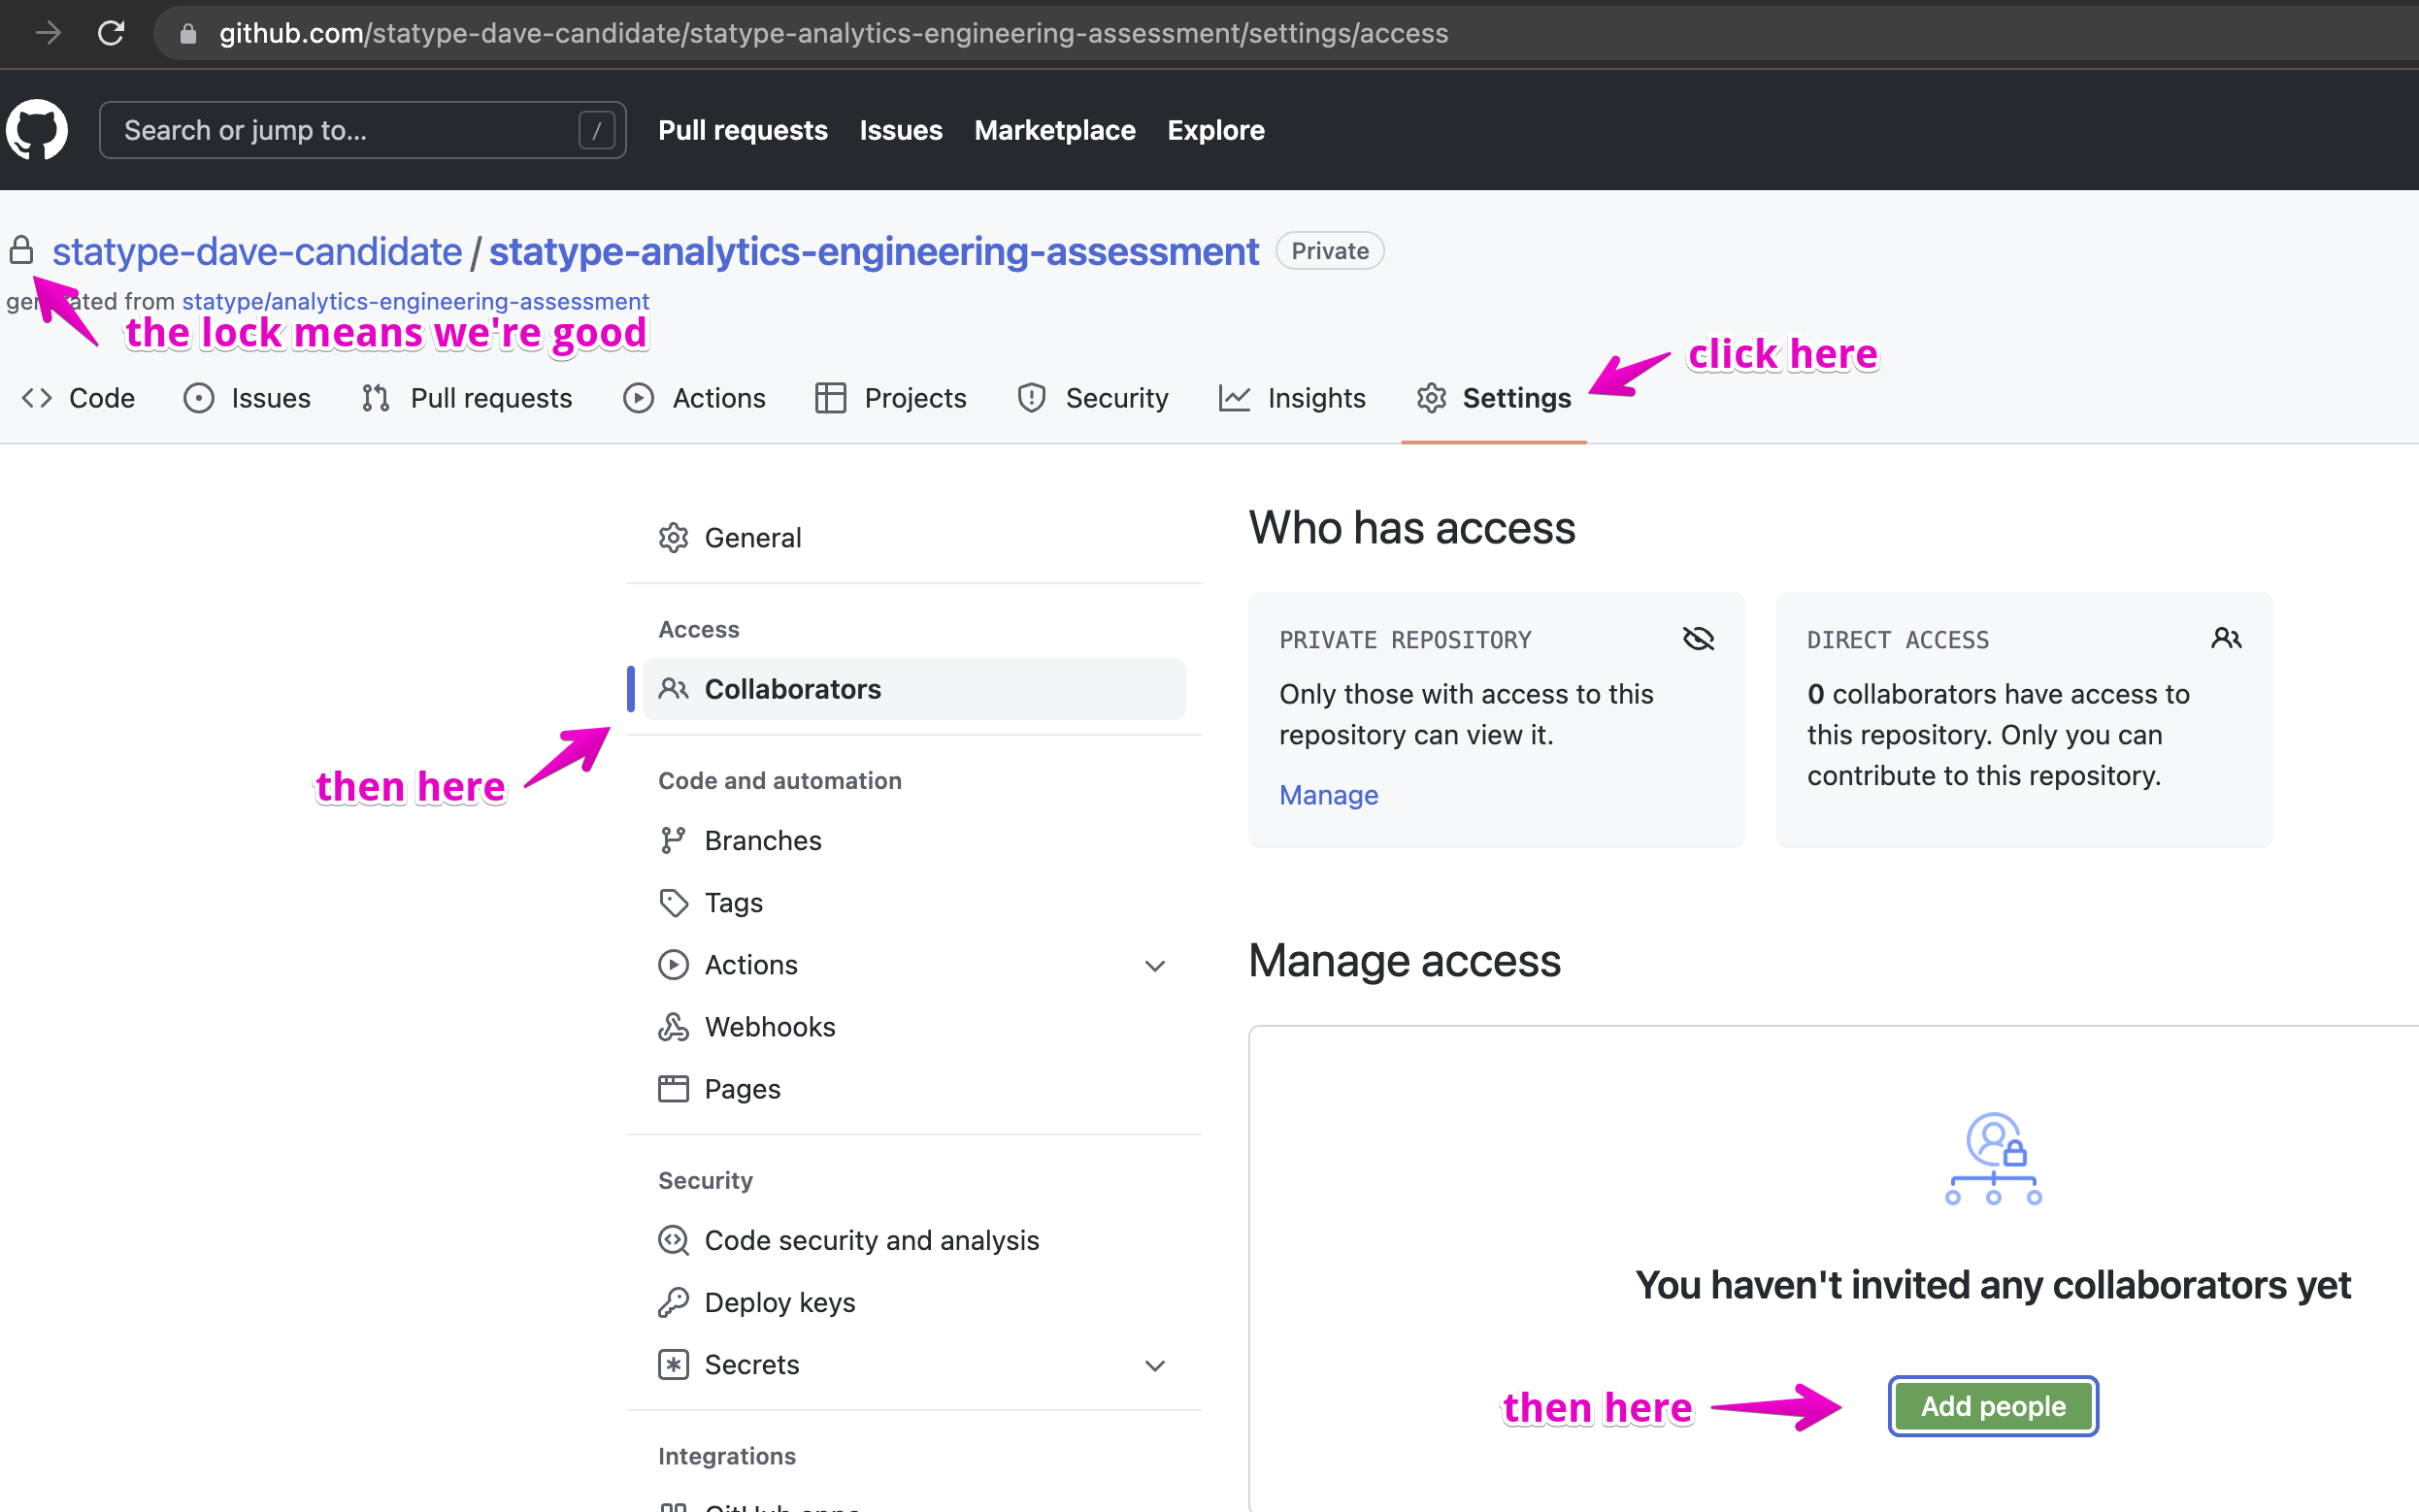 github.com/statype-dave-candidate/statype-analytics-engineering-assessment/settings/access
Search or jump to...
/
Pull requests
Issues
Marketplace
Explore
statype-dave-candidate / statype-analytics-engineering-assessment
Private
generated from statype/analytics-engineering-assessment
the lock means we're good
click here
Code
Issues
Pull requests
Actions
Projects
Security
Insights
Settings
General
Access
Collaborators
then here
Code and automation
Branches
Tags
Actions
Webhooks
Pages
Security
Code security and analysis
Deploy keys
Secrets
Integrations
GitHub apps
Who has access
PRIVATE REPOSITORY
Only those with access to this
repository can view it.
Manage
DIRECT ACCESS
0 collaborators have access to
this repository. Only you can
contribute to this repository.
Manage access
You haven't invited any collaborators yet
then here
Add people